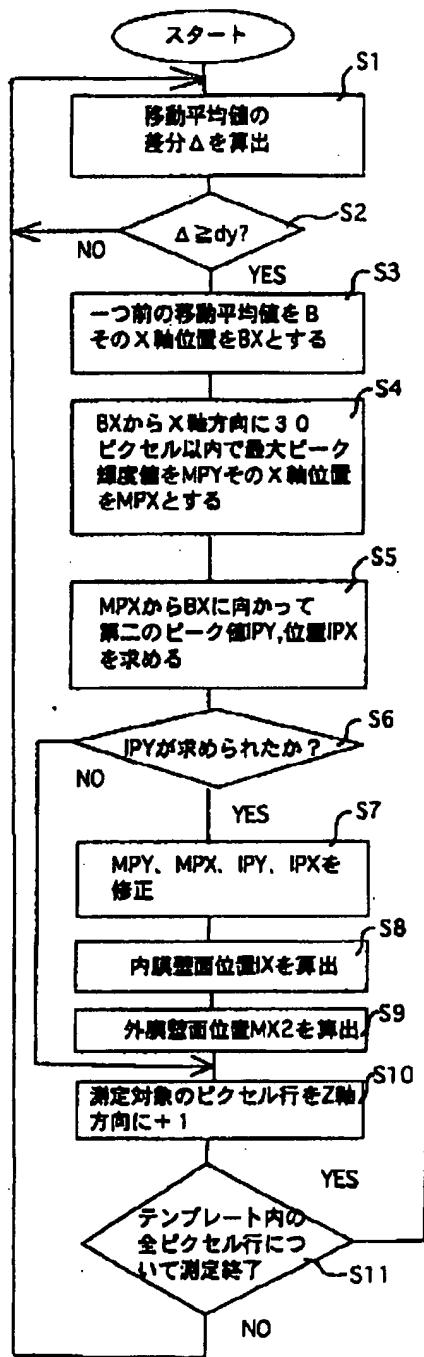 スタート
S1
移動平均値の
差分Δを算出
S2
Δ≧dy?
NO
YES
S3
一つ前の移動平均値をB
そのX軸位置をBXとする
S4
BXからX軸方向に30
ピクセル以内で最大ピーク
輝度値をMPYそのX軸位置
をMPXとする
S5
MPXからBXに向かって
第二のピーク値IPY,位置IPX
を求める
S6
IPYが求められたか?
NO
YES
S7
MPY、MPX、IPY、IPXを
修正
S8
内膜壁面位置IXを算出
S9
外膜壁面位置MX2を算出
S10
測定対象のピクセル行をZ軸
方向に+1
YES
テンプレート内の
全ピクセル行につ
いて測定終了
S11
NO